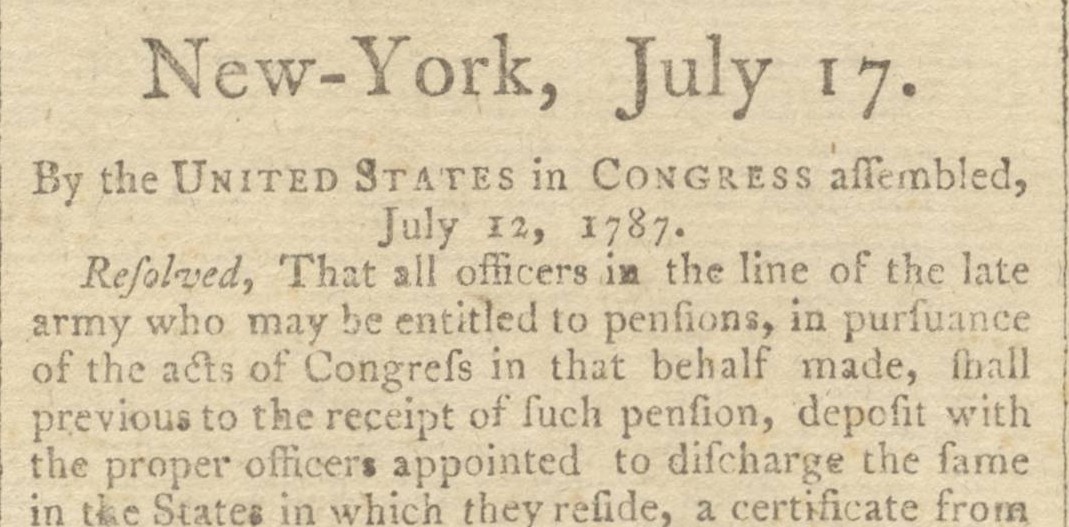 New-York, July 17.
By the UNITED STATES in CONGRESS aſſembled,
July 12, 1787.
Reſolved, That all officers in the line of the late
army who may be entitled to penſions, in purſuance
of the acts of Congreſs in that behalf made, ſhall
previous to the receipt of ſuch penſion, depoſit with
the proper officers appointed to diſcharge the ſame
in the States in which they reſide, a certificate from